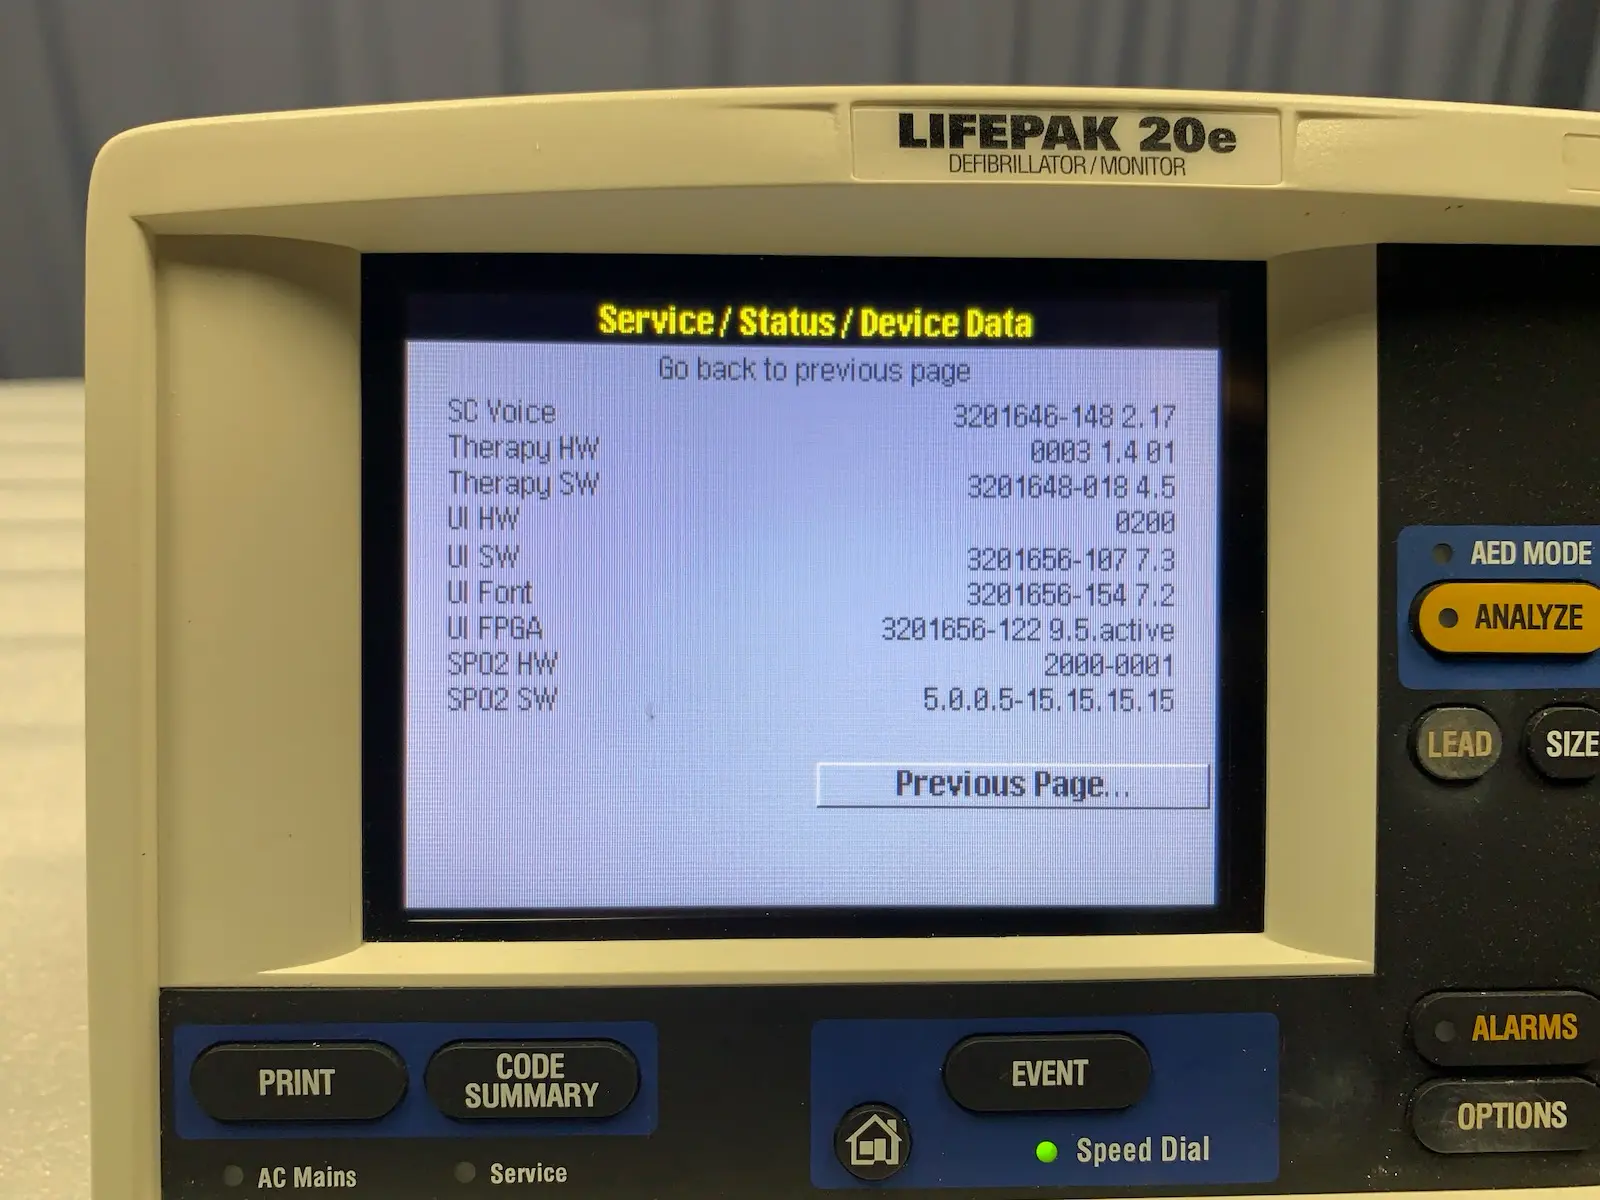 LIFEPAK 20e
DEFIBRILLATOR/MONITOR
Service / Status / Device Data
Go back to previous page
SC Voice 3201646-148 2.17
Therapy HW 0003 1.4 01
Therapy SW 3201648-018 4.5
UI HW 0200
UI SW 3201656-107 7.3
UI Font 3201656-154 7.2
UI FPGA 3201656-122 9.5.active
SPO2 HW 2000-0001
SPO2 SW 5.0.0.5-15.15.15.15
Previous Page...
AED MODE
ANALYZE
LEAD
SIZE
ALARMS
OPTIONS
PRINT
CODE
SUMMARY
EVENT
Speed Dial
AC Mains
Service